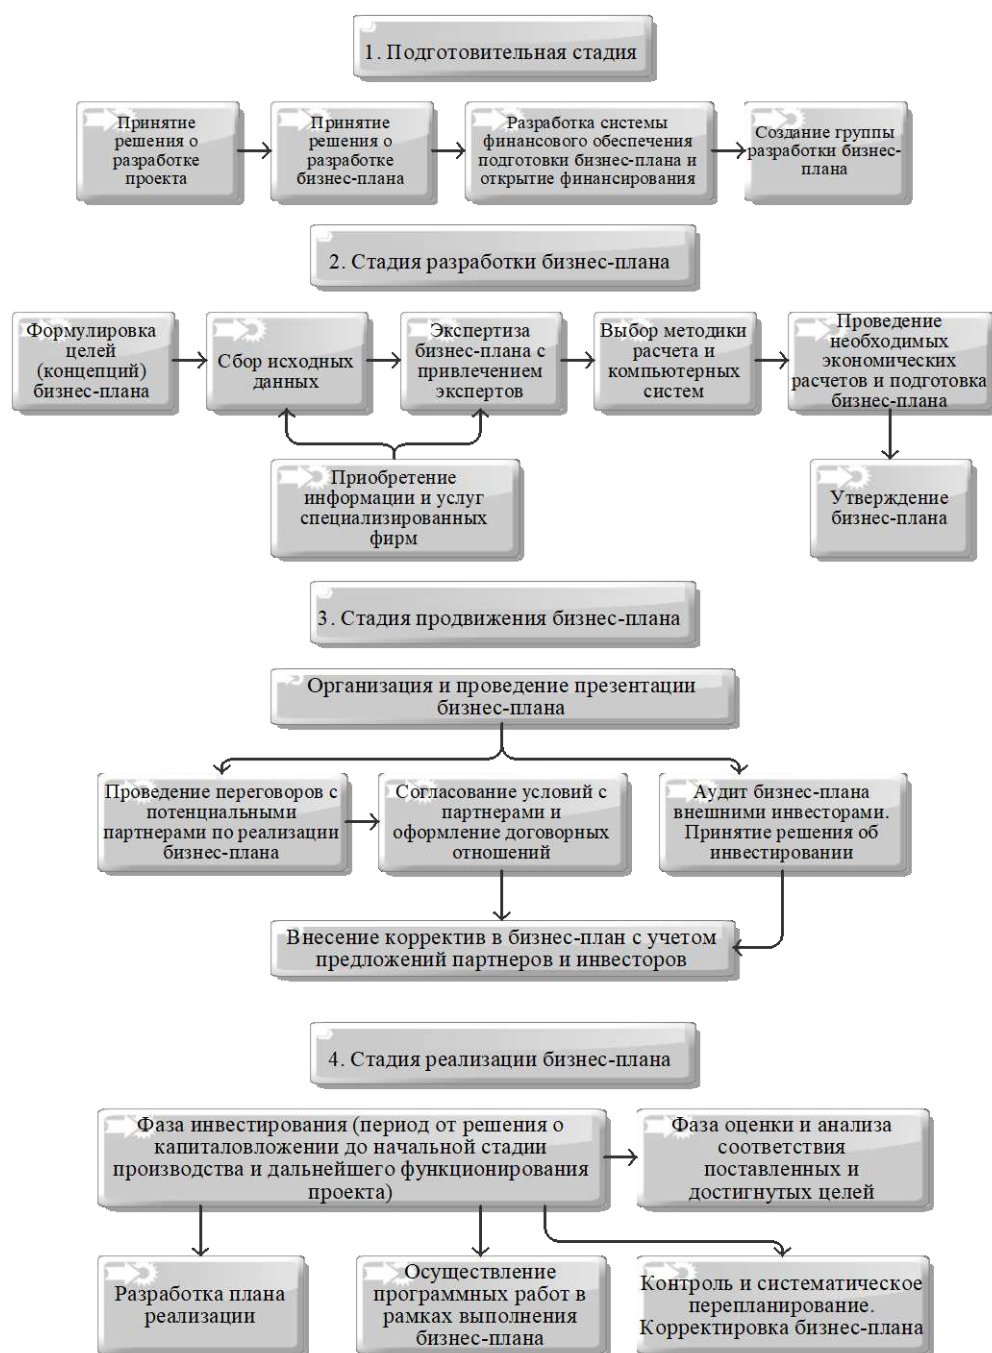 1. Подготовительная стадия
Принятие
решения о
разработке
проекта
Принятие
решения о
разработке
бизнес-плана
Разработка системы
финансового обеспечения
подготовки бизнес-плана и
открытие финансирования
Создание группы
разработки бизнес-
плана
2. Стадия разработки бизнес-плана
Формулировка
целей
(концепций)
бизнес-плана
Сбор исходных
данных
Экспертиза
бизнес-плана с
привлечением
экспертов
Выбор методики
расчета и
компьютерных
систем
Проведение
необходимых
экономических
расчетов и подготовка
бизнес-плана
Приобретение
информации и услуг
специализированных
фирм
Утверждение
бизнес-плана
3. Стадия продвижения бизнес-плана
Организация и проведение презентации
бизнес-плана
Проведение переговоров с
потенциальными
партнерами по реализации
бизнес-плана
Согласование условий с
партнерами и
оформление договорных
отношений
Аудит бизнес-плана
внешними инвесторами.
Принятие решения об
инвестировании
Внесение корректив в бизнес-план с учетом
предложений партнеров и инвесторов
4. Стадия реализации бизнес-плана
Фаза инвестирования (период от решения о
капиталовложении до начальной стадии
производства и дальнейшего функционирования
проекта)
Фаза оценки и анализа
соответствия
поставленных и
достигнутых целей
Разработка плана
реализации
Осуществление
программных работ в
рамках выполнения
бизнес-плана
Контроль и систематическое
перепланирование.
Корректировка бизнес-плана